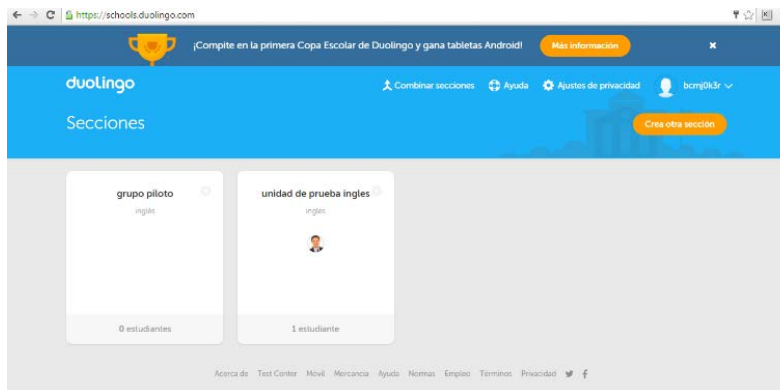 https://schools.duolingo.com
¡Compite en la primera Copa Escolar de Duolingo y gana tabletas Android! Más información
duolingo Combinar secciones Ayuda Ajustes de privacidad bcmj0k3r
Secciones Crea otra sección
grupo piloto
inglés
0 estudiantes
unidad de prueba ingles
ingles
1 estudiante
Acerca de Test Center Móvil Mercancía Ayuda Normas Empleo Términos Privacidad